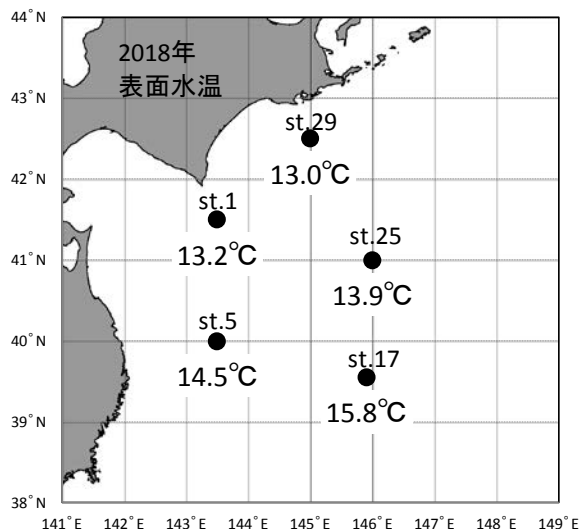 44°N
2018年
表面水温
43°N
st.29
13.0℃
42°N
st.1
13.2℃
st.25
41°N
13.9℃
st.5
40°N
14.5℃
st.17
15.8℃
39°N
38°N
141°E 142°E 143°E 144°E 145°E 146°E 147°E 148°E 149°E